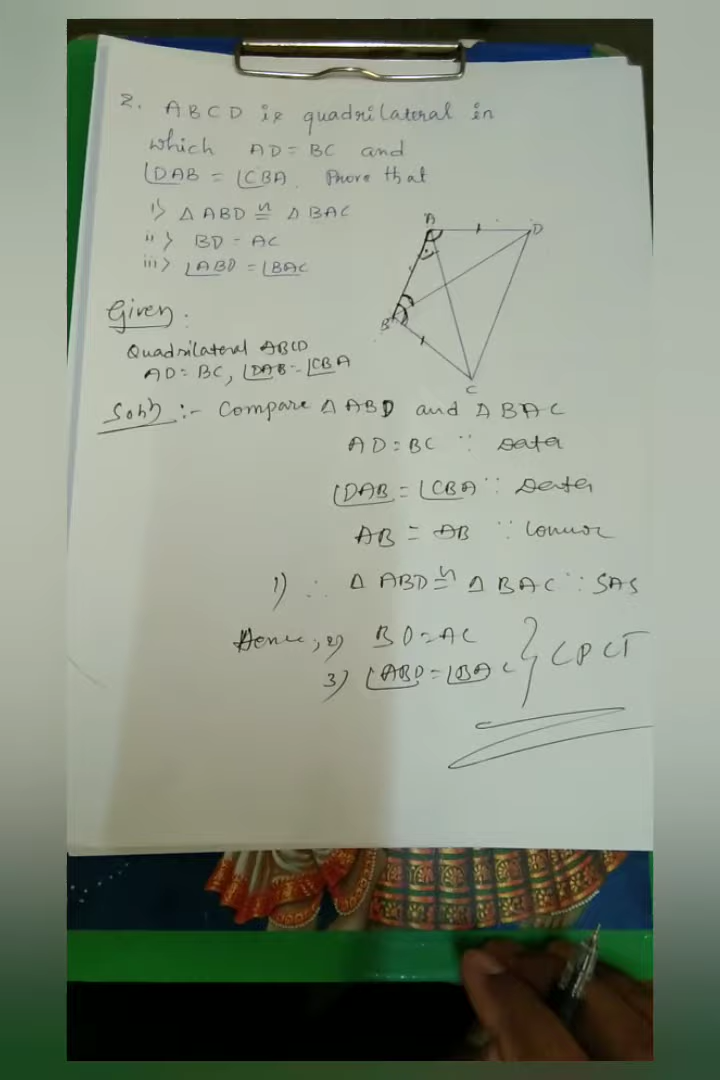 2. ABCD is quadrilateral in
which AD = BC and
∠DAB = ∠CBA. Prove that
i) △ABD ≅ △BAC
ii) BD = AC
iii) ∠ABD = ∠BAC
A
D
B
C
Given:
Quadrilateral ABCD
AD = BC, ∠DAB = ∠CBA
Soln :- Compare △ABD and △BAC
AD = BC ∵ Data
∠DAB = ∠CBA ∵ Data
AB = AB ∵
1) ∴ △ABD ≅ △BAC ∵ SAS
Hence, 2) BD = AC } CPCT
3) ∠ABD = ∠BAC